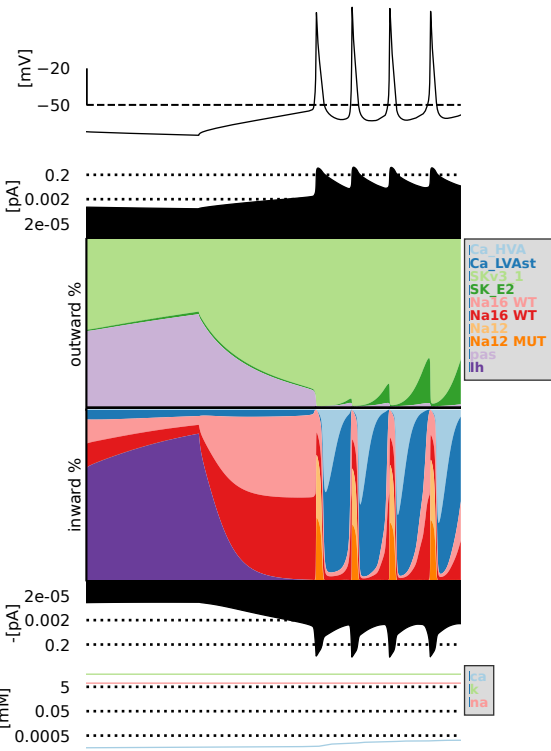 [mV]
−20
−50
[pA]
0.2
0.002
2e-05
outward %
Ca_HVA
Ca_LVAst
SKv3_1
SK_E2
Na16 WT
Na16 WT
Na12
Na12 MUT
pas
Ih
inward %
-[pA]
2e-05
0.002
0.2
[mM]
5
0.05
0.0005
ca
k
na